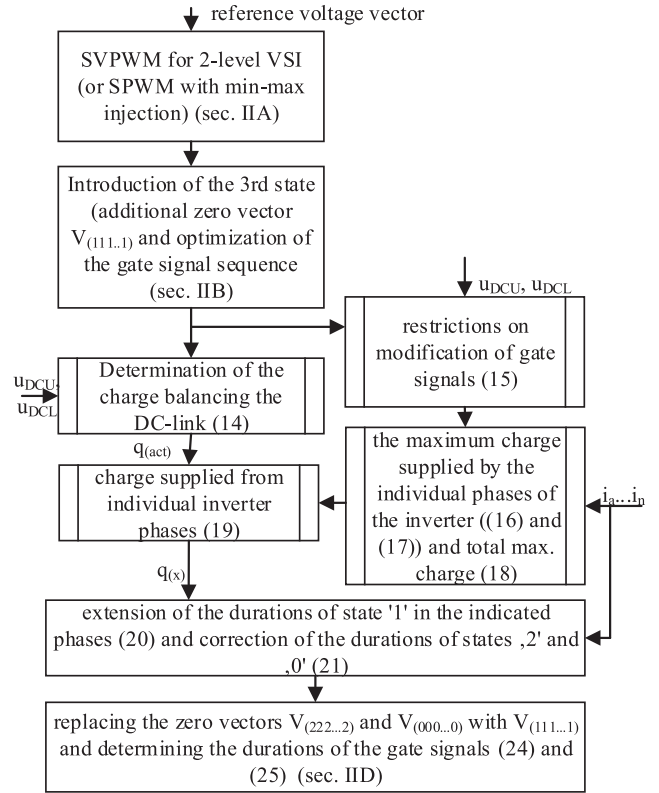 reference voltage vector
SVPWM for 2-level VSI
(or SPWM with min-max
injection) (sec. IIA)
Introduction of the 3rd state
(additional zero vector
V(111..1) and optimization of
the gate signal sequence
(sec. IIB)
uDCU, uDCL
restrictions on
modification of gate
signals (15)
uDCU,
uDCL
Determination of the
charge balancing the
DC-link (14)
q(act)
the maximum charge
supplied by the
individual phases of
the inverter ((16) and
(17)) and total max.
charge (18)
ia...in
charge supplied from
individual inverter
phases (19)
q(x)
extension of the durations of state '1' in the indicated
phases (20) and correction of the durations of states ,2' and
,0' (21)
replacing the zero vectors V(222...2) and V(000...0) with V(111...1)
and determining the durations of the gate signals (24) and
(25) (sec. IID)